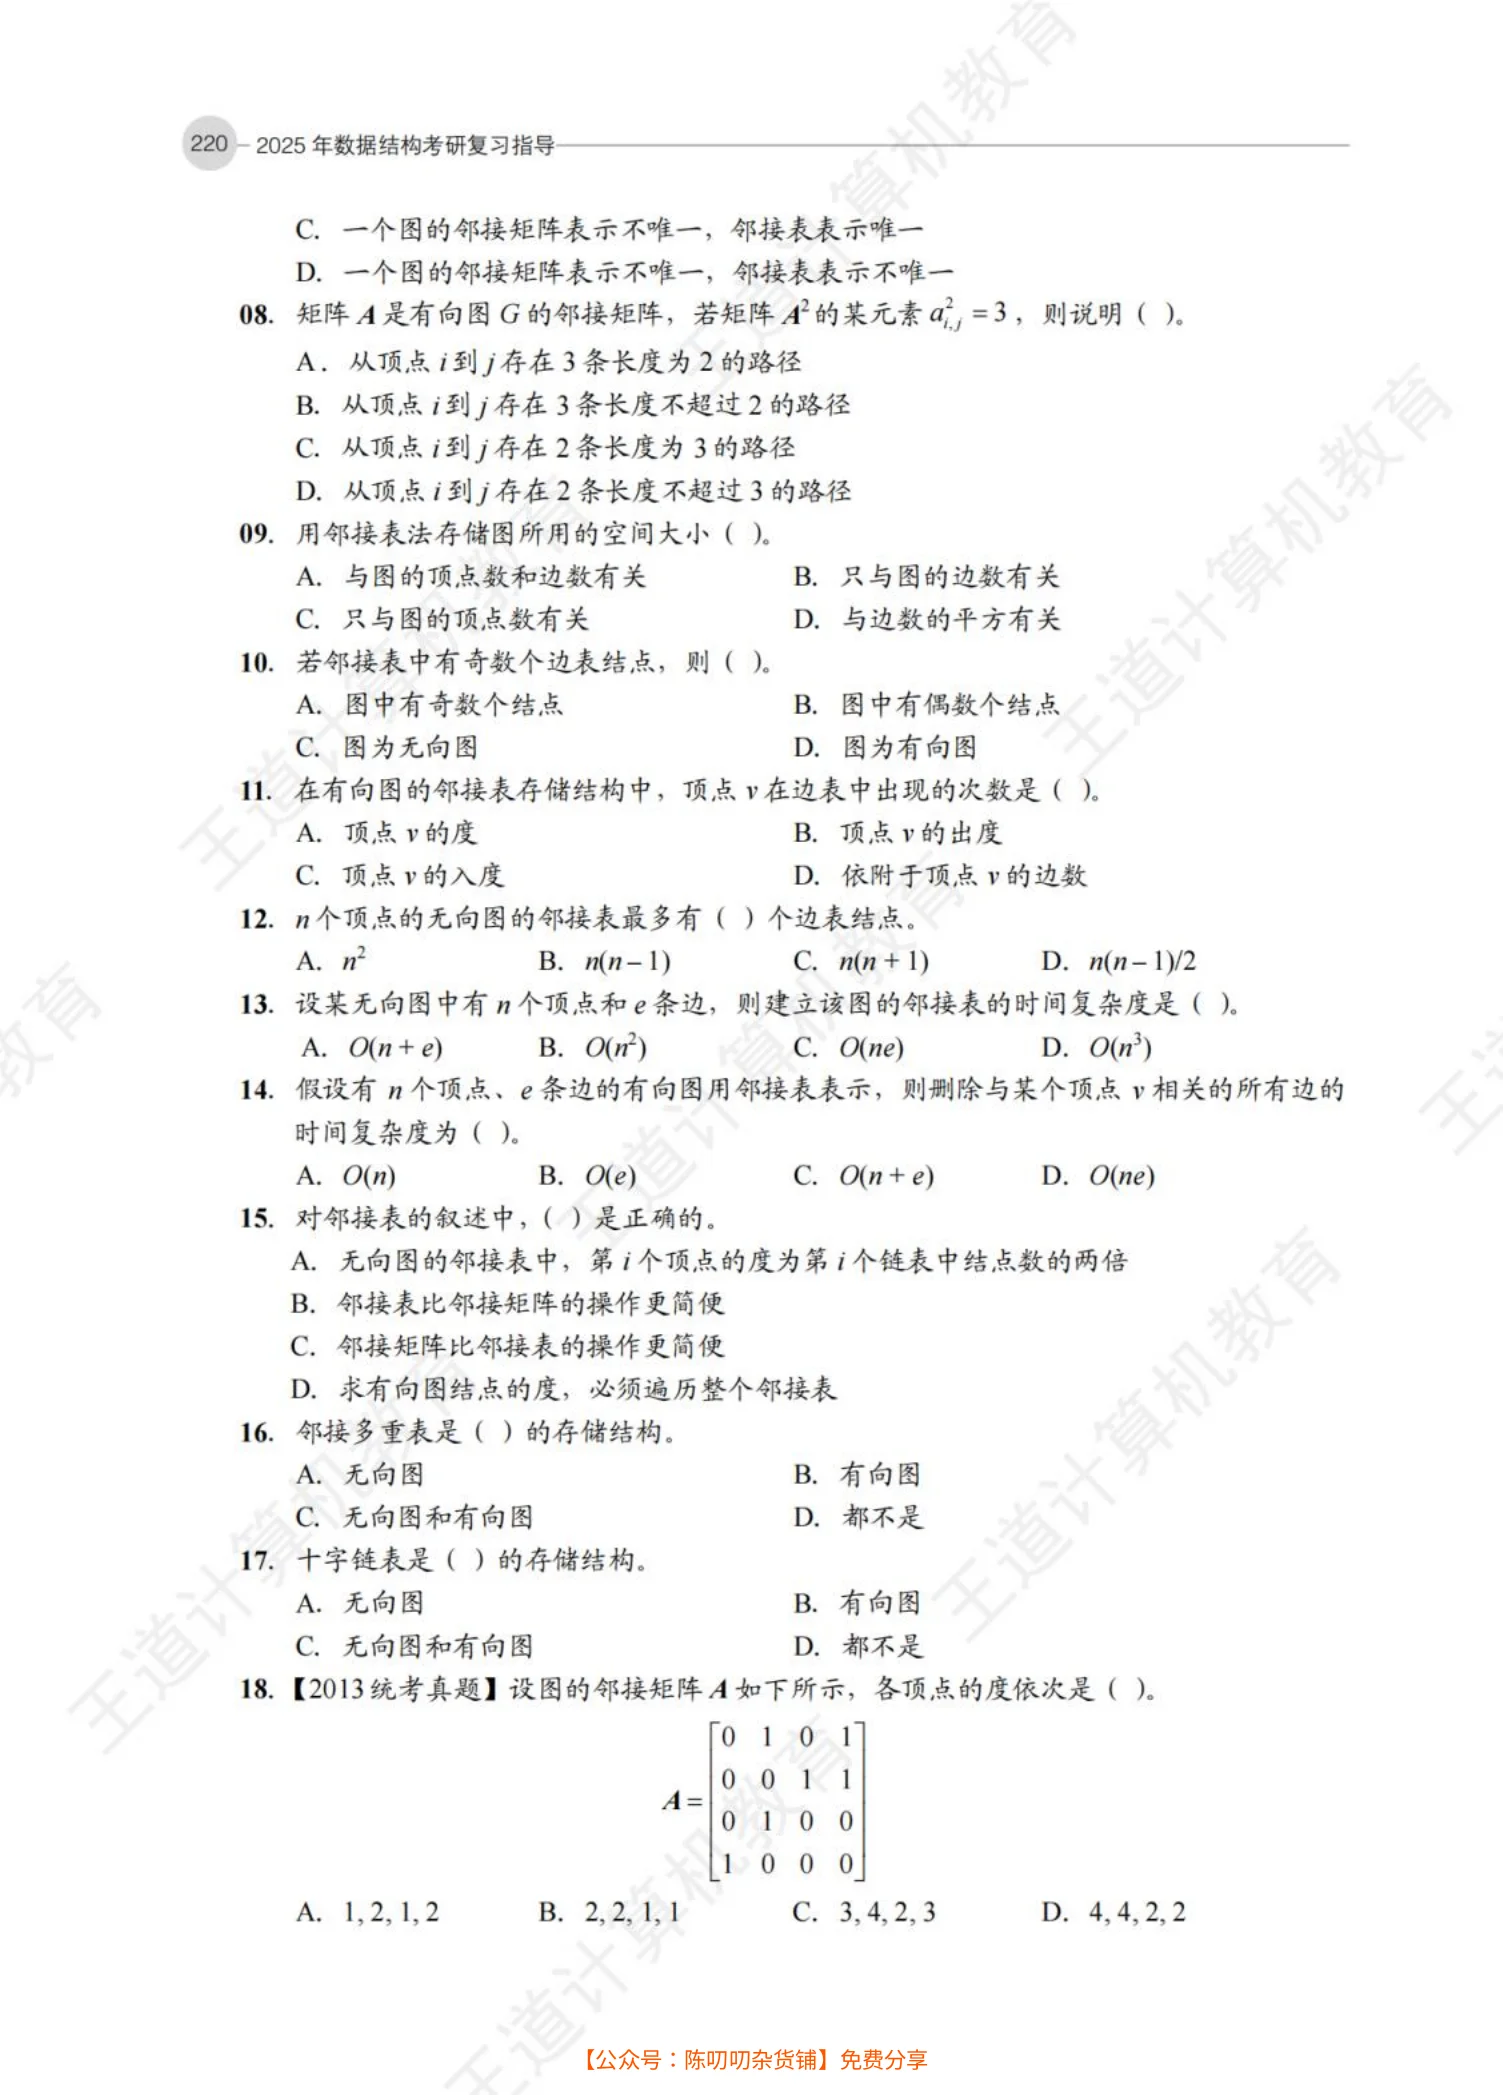 220 2025 年数据结构考研复习指导
C. 一个图的邻接矩阵表示不唯一，邻接表表示唯一
D. 一个图的邻接矩阵表示不唯一，邻接表表示不唯一
08. 矩阵 A 是有向图 G 的邻接矩阵，若矩阵 A² 的某元素 a²ᵢ,ⱼ = 3，则说明（ ）。
A. 从顶点 i 到 j 存在 3 条长度为 2 的路径
B. 从顶点 i 到 j 存在 3 条长度不超过 2 的路径
C. 从顶点 i 到 j 存在 2 条长度为 3 的路径
D. 从顶点 i 到 j 存在 2 条长度不超过 3 的路径
09. 用邻接表法存储图所用的空间大小（ ）。
A. 与图的顶点数和边数有关 B. 只与图的边数有关
C. 只与图的顶点数有关 D. 与边数的平方有关
10. 若邻接表中有奇数个边表结点，则（ ）。
A. 图中有奇数个结点 B. 图中有偶数个结点
C. 图为无向图 D. 图为有向图
11. 在有向图的邻接表存储结构中，顶点 v 在边表中出现的次数是（ ）。
A. 顶点 v 的度 B. 顶点 v 的出度
C. 顶点 v 的入度 D. 依附于顶点 v 的边数
12. n 个顶点的无向图的邻接表最多有（ ）个边表结点。
A. n² B. n(n – 1) C. n(n + 1) D. n(n – 1)/2
13. 设某无向图中有 n 个顶点和 e 条边，则建立该图的邻接表的时间复杂度是（ ）。
A. O(n + e) B. O(n²) C. O(ne) D. O(n³)
14. 假设有 n 个顶点、e 条边的有向图用邻接表表示，则删除与某个顶点 v 相关的所有边的
时间复杂度为（ ）。
A. O(n) B. O(e) C. O(n + e) D. O(ne)
15. 对邻接表的叙述中，（ ）是正确的。
A. 无向图的邻接表中，第 i 个顶点的度为第 i 个链表中结点数的两倍
B. 邻接表比邻接矩阵的操作更简便
C. 邻接矩阵比邻接表的操作更简便
D. 求有向图结点的度，必须遍历整个邻接表
16. 邻接多重表是（ ）的存储结构。
A. 无向图 B. 有向图
C. 无向图和有向图 D. 都不是
17. 十字链表是（ ）的存储结构。
A. 无向图 B. 有向图
C. 无向图和有向图 D. 都不是
18. 【2013统考真题】设图的邻接矩阵 A 如下所示，各顶点的度依次是（ ）。
0 1 0 1
0 0 1 1
A =
0 1 0 0
1 0 0 0
A. 1, 2, 1, 2 B. 2, 2, 1, 1 C. 3, 4, 2, 3 D. 4, 4, 2, 2
王道计算机教育
【公众号：陈叨叨杂货铺】免费分享